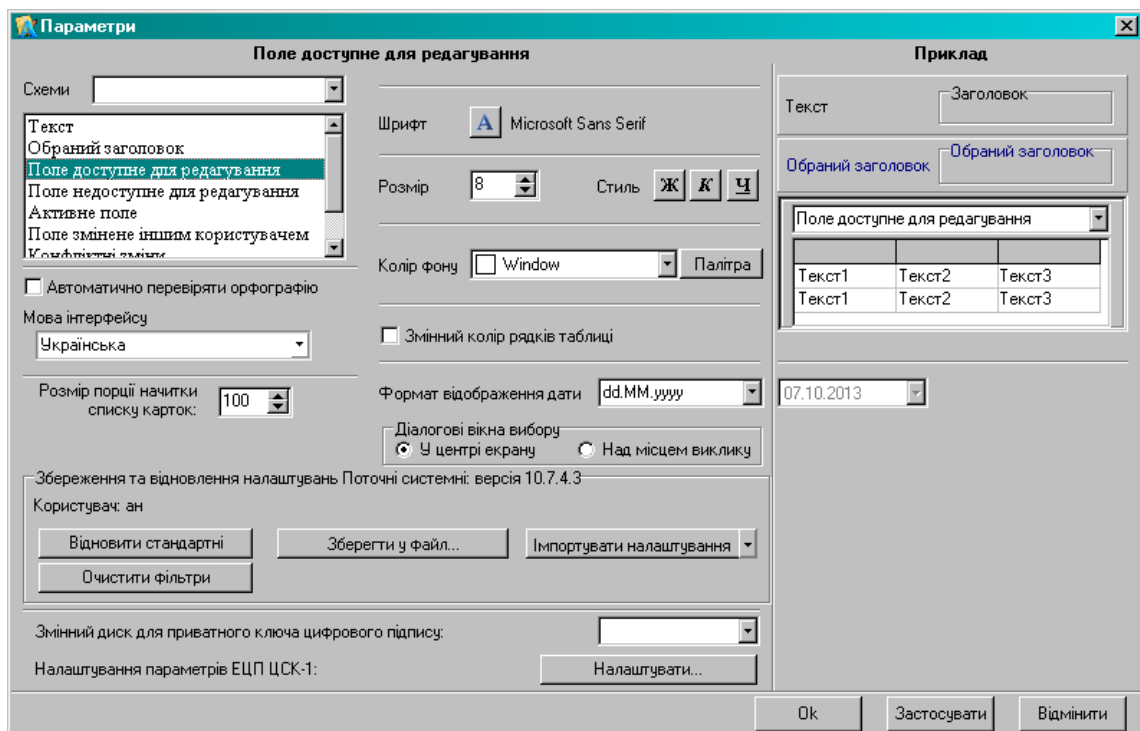 Параметри
Поле доступне для редагування
Приклад
Схеми
Текст
Обраний заголовок
Поле доступне для редагування
Поле недоступне для редагування
Активне поле
Поле змінене іншим користувачем
Конфліктні зміни
Автоматично перевіряти орфографію
Мова інтерфейсу
Українська
Розмір порції начитки
списку карток:
100
Шрифт
A
Microsoft Sans Serif
Розмір
8
Стиль
Ж
К
Ч
Колір фону
Window
Палітра
Змінний колір рядків таблиці
Формат відображення дати
dd.MM.yyyy
Діалогові вікна вибору
У центрі екрану
Над місцем виклику
Текст
Заголовок
Обраний заголовок
Обраний заголовок
Поле доступне для редагування
Текст1 Текст2 Текст3
Текст1 Текст2 Текст3
07.10.2013
Збереження та відновлення налаштувань Поточні системні: версія 10.7.4.3
Користувач: ан
Відновити стандартні
Зберегти у файл...
Імпортувати налаштування
Очистити фільтри
Змінний диск для приватного ключа цифрового підпису:
Налаштування параметрів ЕЦП ЦСК-1:
Налаштувати...
Ok
Застосувати
Відмінити